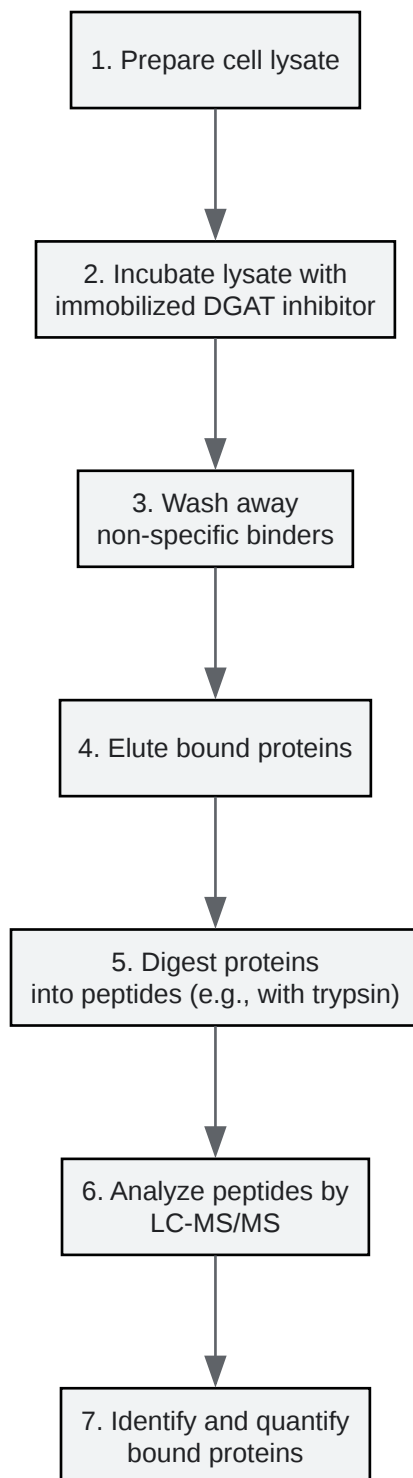 1. Prepare cell lysate
2. Incubate lysate with
immobilized DGAT inhibitor
3. Wash away
non-specific binders
4. Elute bound proteins
5. Digest proteins
into peptides (e.g., with trypsin)
6. Analyze peptides by
LC-MS/MS
7. Identify and quantify
bound proteins